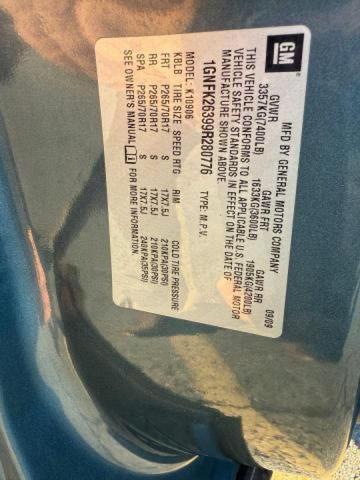 GM
MFD BY GENERAL MOTORS COMPANY
GVWR GAWR FRT GAWR RR 09/09
3357KG(7400LB) 1633KG(3600LB) 1905KG(4200LB)
THIS VEHICLE CONFORMS TO ALL APPLICABLE U.S. FEDERAL MOTOR
VEHICLE SAFETY STANDARDS IN EFFECT ON THE DATE OF
MANUFACTURE SHOWN ABOVE.
1GNFK26399R280776 TYPE: M.P.V.
MODEL: K10906
KBLB TIRE SIZE SPEED RTG RIM COLD TIRE PRESSURE
FRT P265/70R17 S 17X7.5J 210KPA(30PSI)
RR P265/70R17 S 17X7.5J 210KPA(30PSI)
SPA P265/70R17 S 17X7.5J 240KPA(35PSI)
SEE OWNER'S MANUAL FOR MORE INFORMATION.